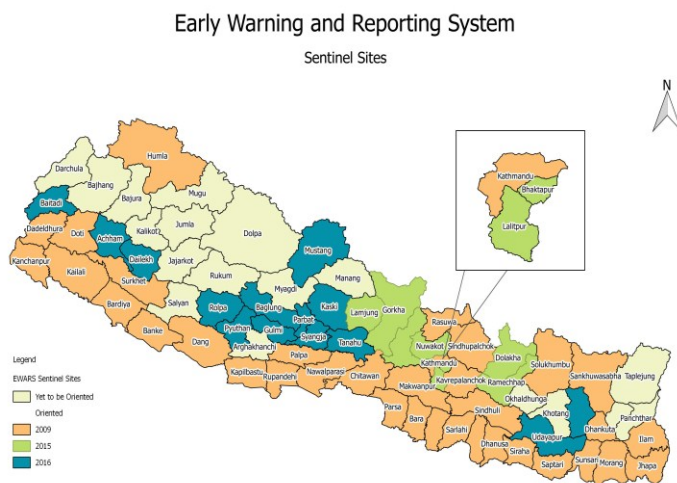 Early Warning and Reporting System
Sentinel Sites
N
Humla
Darchula
Bajhang
Mugu
Bajura
Baitadi
Dadeldhura
Doti
Achham
Kalikot
Jumla
Dolpa
Mustang
Kanchanpur
Kailali
Dailekh
Jajarkot
Surkhet
Rukum
Myagdi
Manang
Bardiya
Salyan
Rolpa
Baglung
Parbat
Kaski
Lamjung
Gorkha
Rasuwa
Banke
Dang
Pyuthan
Gulmi
Syangja
Tanahu
Arghakhanchi
Palpa
Nuwakot
Sindhupalchok
Dolakha
Kapilbastu
Rupandehi
Nawalparasi
Chitawan
Makwanpur
Kathmandu
Kavrepalanchok
Ramechhap
Solukhumbu
Sankhuwasabha
Taplejung
Okhaldhunga
Khotang
Panchthar
Parsa
Bara
Sarlahi
Sindhuli
Dhanusa
Siraha
Udayapur
Dhankuta
Ilam
Saptari
Sunsari
Morang
Jhapa
Kathmandu
Bhaktapur
Lalitpur
Legend
EWARS Sentinel Sites
Yet to be Oriented
Oriented
2009
2015
2016